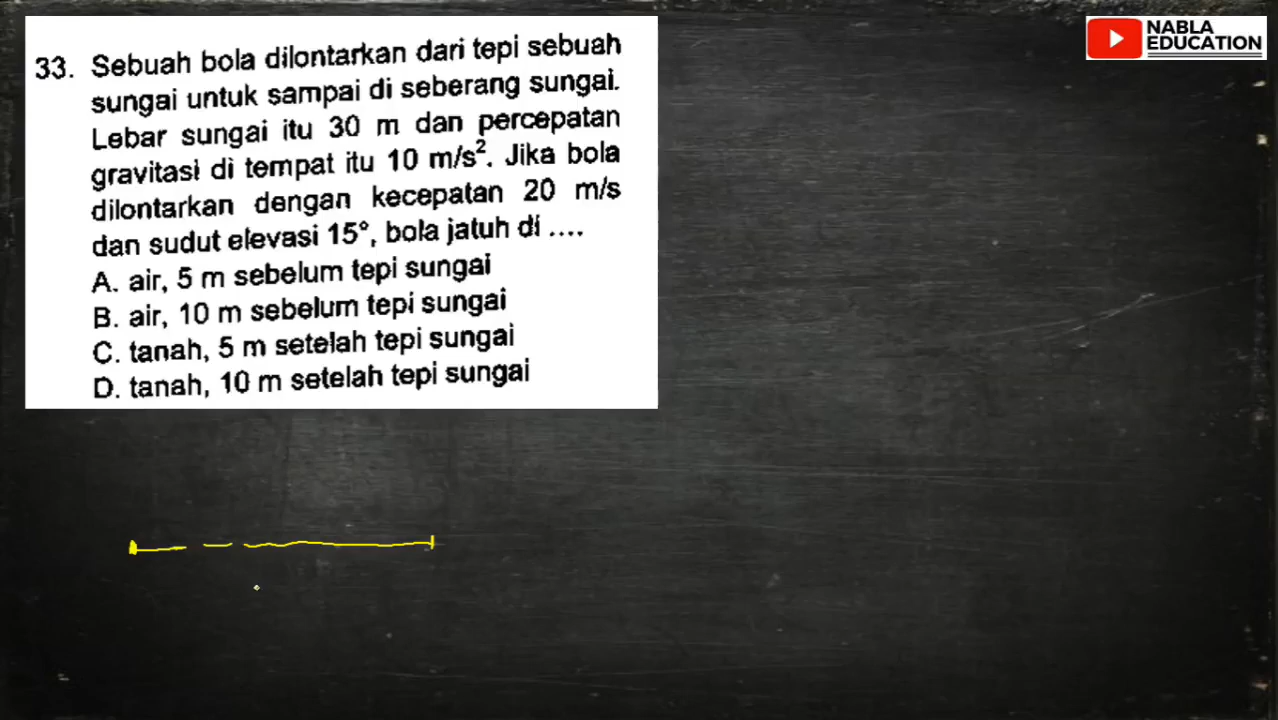 33. Sebuah bola dilontarkan dari tepi sebuah
sungai untuk sampai di seberang sungai.
Lebar sungai itu 30 m dan percepatan
gravitasi di tempat itu 10 m/s². Jika bola
dilontarkan dengan kecepatan 20 m/s
dan sudut elevasi 15°, bola jatuh di ....
A. air, 5 m sebelum tepi sungai
B. air, 10 m sebelum tepi sungai
C. tanah, 5 m setelah tepi sungai
D. tanah, 10 m setelah tepi sungai
NABLA
EDUCATION